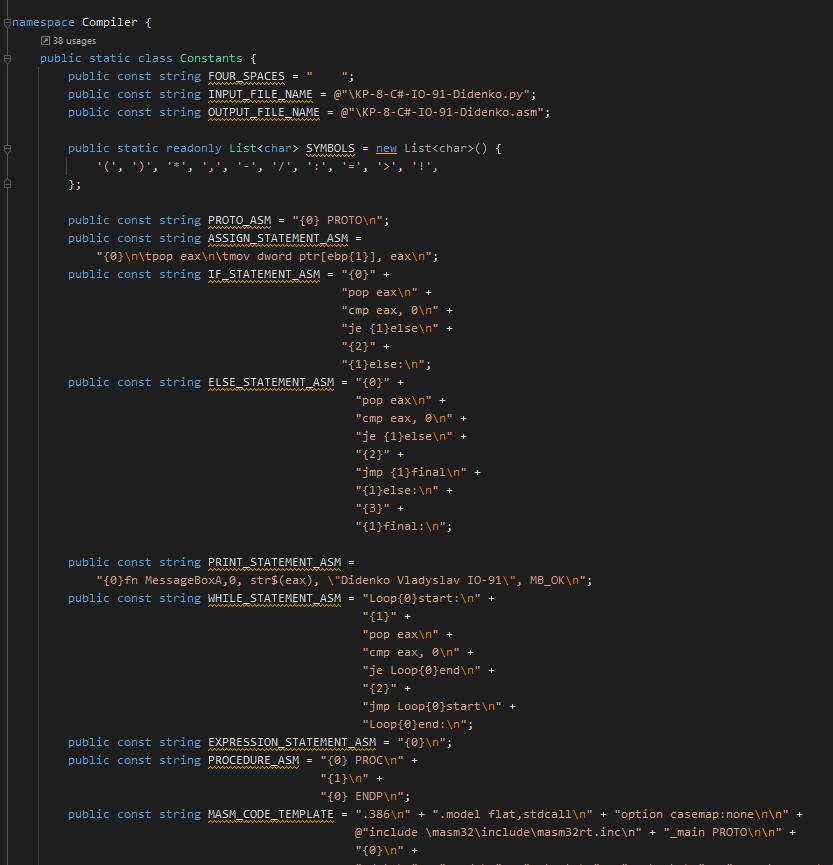 namespace Compiler {
38 usages
public static class Constants {
public const string FOUR_SPACES = "    ";
public const string INPUT_FILE_NAME = @"\KP-8-C#-IO-91-Didenko.py";
public const string OUTPUT_FILE_NAME = @"\KP-8-C#-IO-91-Didenko.asm";
public static readonly List<char> SYMBOLS = new List<char>() {
'(', ')', '*', ',', '-', '/', ':', '=', '>', '!',
};
public const string PROTO_ASM = "{0} PROTO\n";
public const string ASSIGN_STATEMENT_ASM =
"{0}\n\tpop eax\n\tmov dword ptr[ebp{1}], eax\n";
public const string IF_STATEMENT_ASM = "{0}" +
"pop eax\n" +
"cmp eax, 0\n" +
"je {1}else\n" +
"{2}" +
"{1}else:\n";
public const string ELSE_STATEMENT_ASM = "{0}" +
"pop eax\n" +
"cmp eax, 0\n" +
"je {1}else\n" +
"{2}" +
"jmp {1}final\n" +
"{1}else:\n" +
"{3}" +
"{1}final:\n";
public const string PRINT_STATEMENT_ASM =
"{0}fn MessageBoxA,0, str$(eax), \"Didenko Vladyslav IO-91\", MB_OK\n";
public const string WHILE_STATEMENT_ASM = "Loop{0}start:\n" +
"{1}" +
"pop eax\n" +
"cmp eax, 0\n" +
"je Loop{0}end\n" +
"{2}" +
"jmp Loop{0}start\n" +
"Loop{0}end:\n";
public const string EXPRESSION_STATEMENT_ASM = "{0}\n";
public const string PROCEDURE_ASM = "{0} PROC\n" +
"{1}\n" +
"{0} ENDP\n";
public const string MASM_CODE_TEMPLATE = ".386\n" + ".model flat,stdcall\n" + "option casemap:none\n\n" +
@"include \masm32\include\masm32rt.inc\n" + "_main PROTO\n\n" +
"{0}\n" +